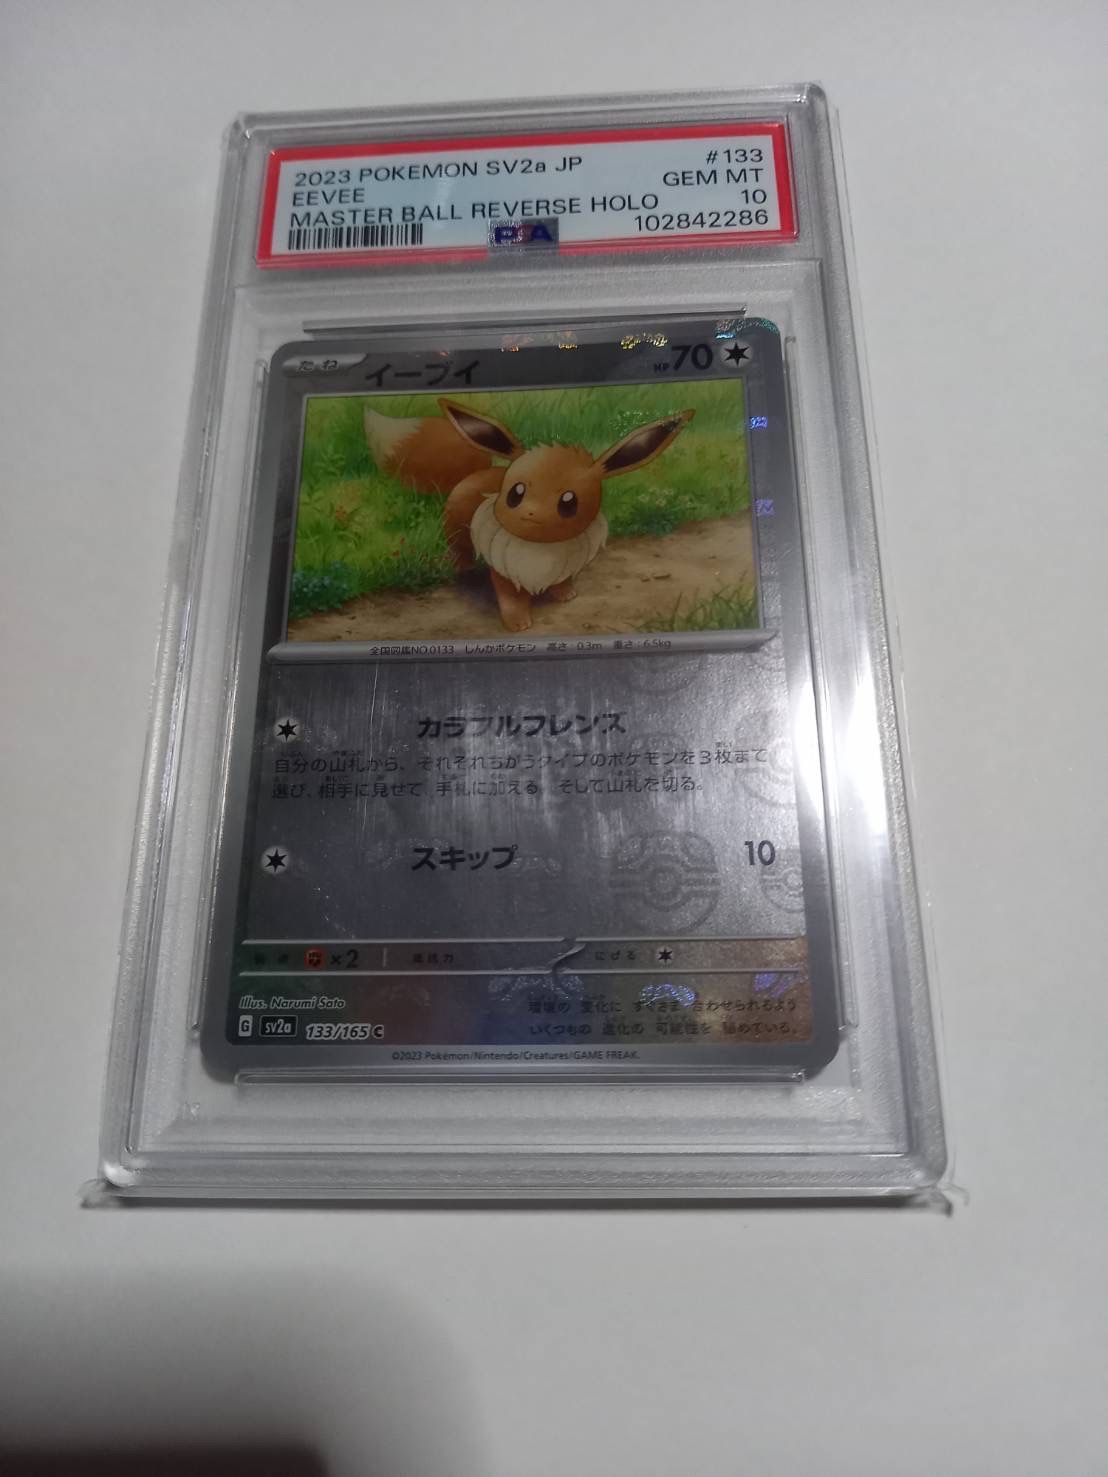 2023 POKEMON SV2a JP #133
EEVEE GEM MT
MASTER BALL REVERSE HOLO 10
102842286
PSA
たね イーブイ HP70
全国図鑑NO.0133 しんかポケモン 高さ：0.3m 重さ：6.5kg
カラフルフレンズ
自分の山札から、それぞれちがうタイプのポケモンを3枚まで
選び、相手に見せて、手札に加える。そして山札を切る。
スキップ 10
×2 抵抗力 にげる
Illus. Narumi Sato
環境の 変化に すぐさま 合わせられるよう
いくつもの 進化の 可能性を 秘めている。
G sv2a 133/165 C
©2023 Pokémon/Nintendo/Creatures/GAME FREAK.